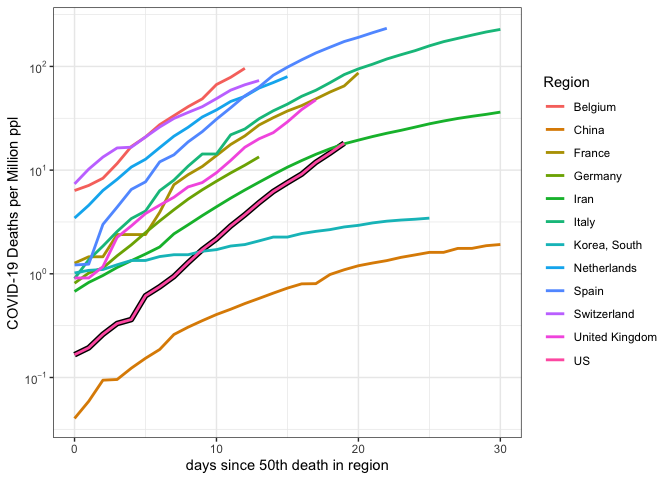 COVID-19 Deaths per Million ppl
10²
10¹
10⁰
10⁻¹
0
10
20
30
days since 50th death in region
Region
Belgium
China
France
Germany
Iran
Italy
Korea, South
Netherlands
Spain
Switzerland
United Kingdom
US